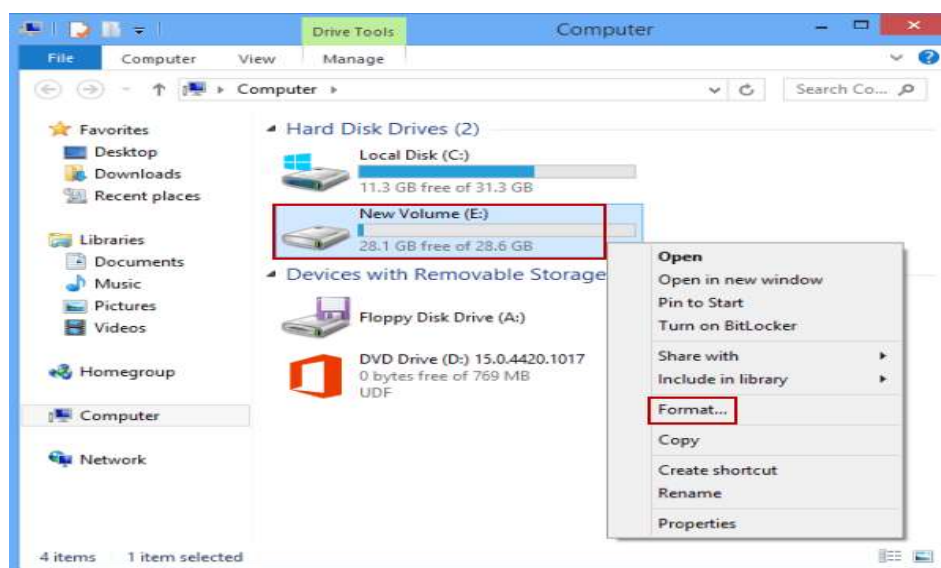 Drive Tools
Computer
File
Computer
View
Manage
Computer
Search Co...
Favorites
Desktop
Downloads
Recent places
Libraries
Documents
Music
Pictures
Videos
Homegroup
Computer
Network
Hard Disk Drives (2)
Local Disk (C:)
11.3 GB free of 31.3 GB
New Volume (E:)
28.1 GB free of 28.6 GB
Devices with Removable Storage
Floppy Disk Drive (A:)
DVD Drive (D:) 15.0.4420.1017
0 bytes free of 769 MB
UDF
Open
Open in new window
Pin to Start
Turn on BitLocker
Share with
Include in library
Format...
Copy
Create shortcut
Rename
Properties
4 items 1 item selected